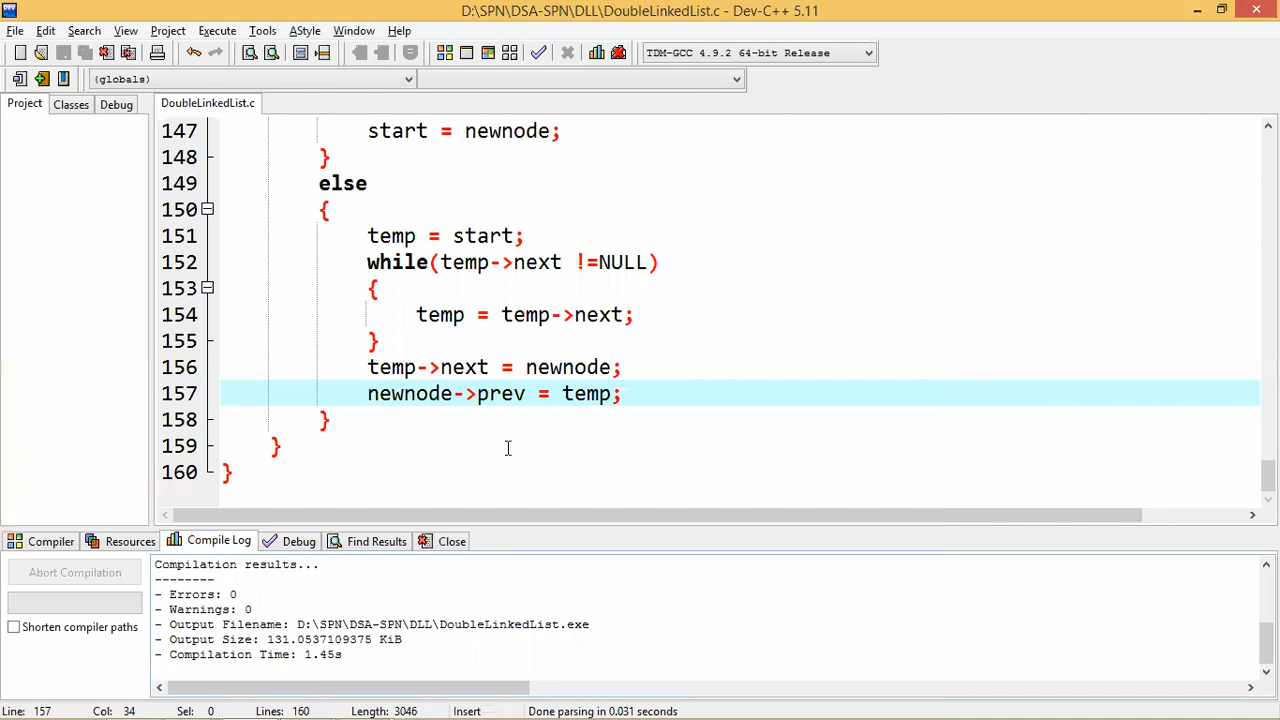 D:\SPN\DSA-SPN\DLL\DoubleLinkedList.c - Dev-C++ 5.11
File Edit Search View Project Execute Tools AStyle Window Help
TDM-GCC 4.9.2 64-bit Release
(globals)
Project Classes Debug DoubleLinkedList.c
147 start = newnode;
148 }
149 else
150 {
151 temp = start;
152 while(temp->next !=NULL)
153 {
154 temp = temp->next;
155 }
156 temp->next = newnode;
157 newnode->prev = temp;
158 }
159 }
160 }
Compiler Resources Compile Log Debug Find Results Close
Abort Compilation
Shorten compiler paths
Compilation results...
--------
- Errors: 0
- Warnings: 0
- Output Filename: D:\SPN\DSA-SPN\DLL\DoubleLinkedList.exe
- Output Size: 131.0537109375 KiB
- Compilation Time: 1.45s
Line: 157 Col: 34 Sel: 0 Lines: 160 Length: 3046 Insert Done parsing in 0.031 seconds